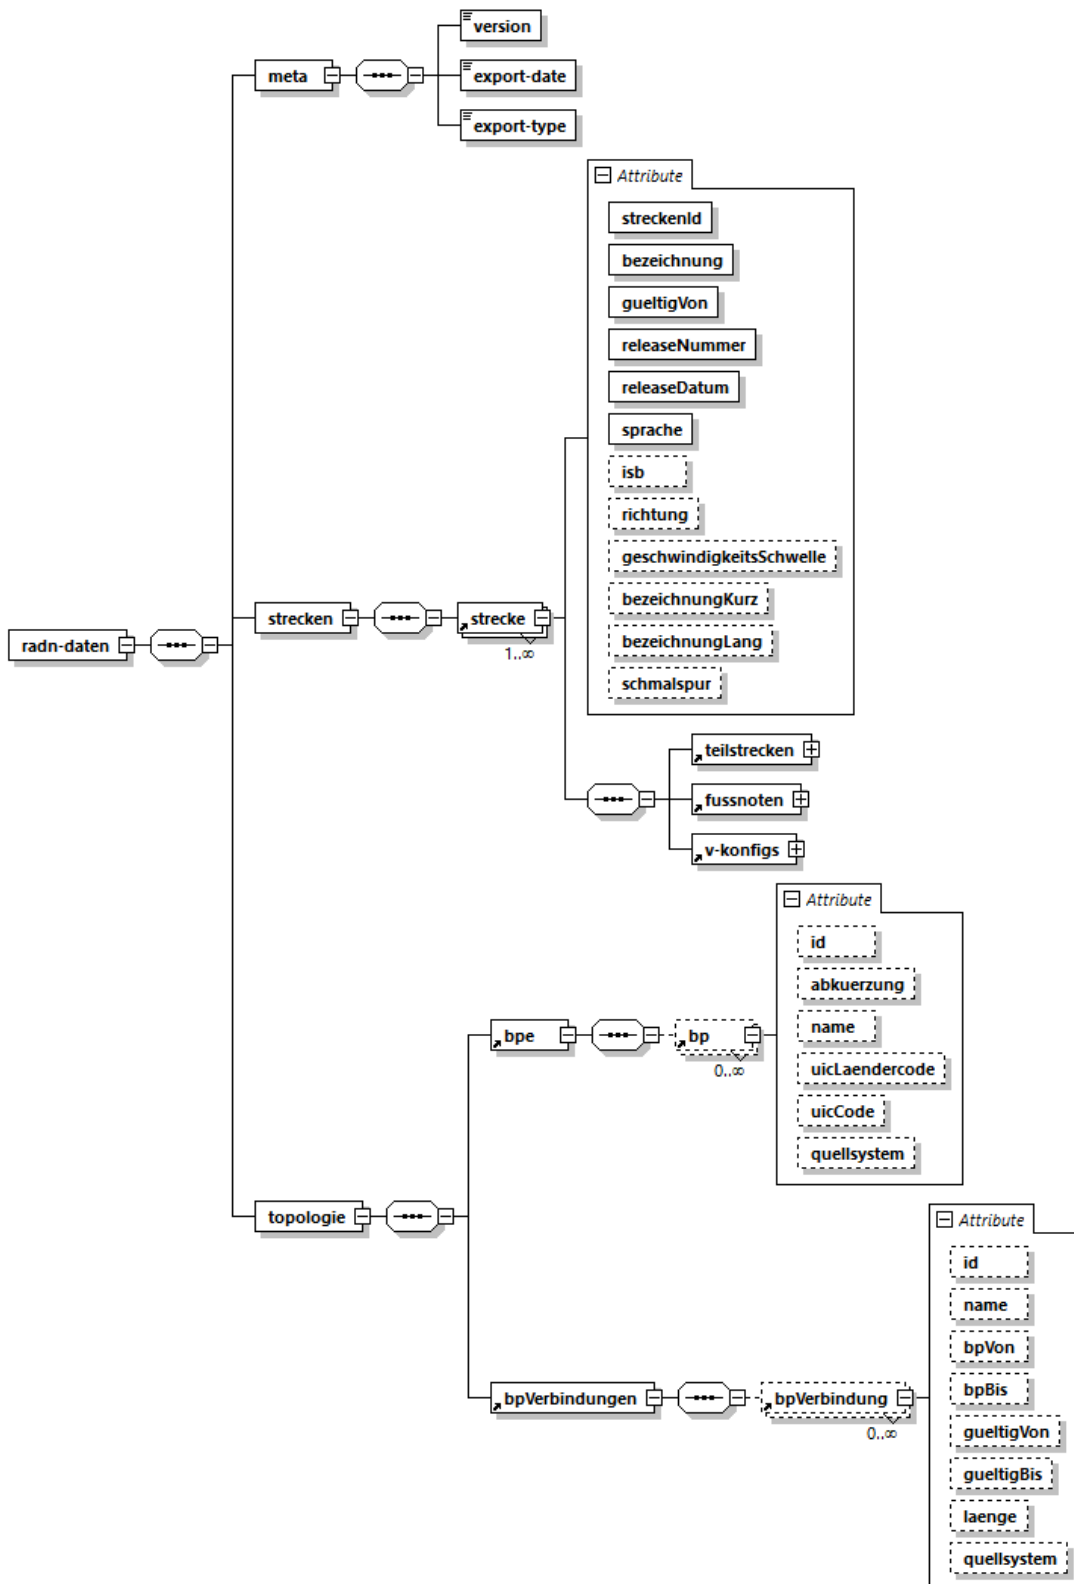 version
meta
export-date
export-type
Attribute
streckenId
bezeichnung
gueltigVon
releaseNummer
releaseDatum
sprache
isb
richtung
geschwindigkeitsSchwelle
bezeichnungKurz
strecken
strecke
bezeichnungLang
radn-daten
1..∞
schmalspur
teilstrecken
fussnoten
v-konfigs
Attribute
id
abkuerzung
name
bpe
bp
0..∞
uicLaendercode
uicCode
quellsystem
topologie
Attribute
id
name
bpVon
bpBis
bpVerbindungen
bpVerbindung
0..∞
gueltigVon
gueltigBis
laenge
quellsystem